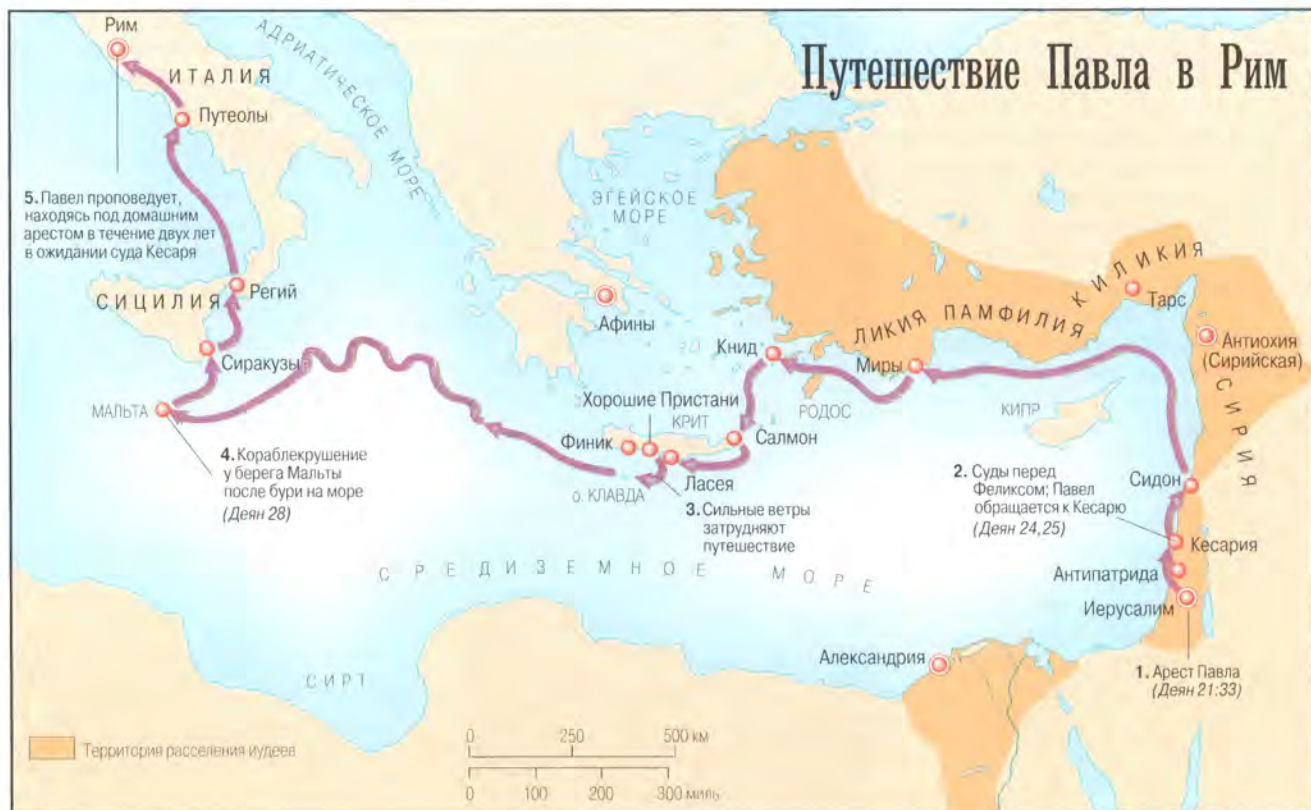 Путешествие Павла в Рим
Рим
АДРИАТИЧЕСКОЕ МОРЕ
ИТАЛИЯ
Путеолы
5. Павел проповедует,
находясь под домашним
арестом в течение двух лет
в ожидании суда Кесаря
ЭГЕЙСКОЕ
МОРЕ
СИЦИЛИЯ
Регий
Афины
КИЛИКИЯ
Тарс
ЛИКИЯ ПАМФИЛИЯ
Антиохия
(Сирийская)
СИРИЯ
Сиракузы
Книд
Миры
МАЛЬТА
Хорошие Пристани
КРИТ
РОДОС
КИПР
Финик
Салмон
4. Кораблекрушение
у берега Мальты
после бури на море
(Деян 28)
о. КЛАВДА
Ласея
3. Сильные ветры
затрудняют
путешествие
2. Суды перед
Феликсом; Павел
обращается к Кесарю
(Деян 24,25)
Сидон
Кесария
Антипатрида
Иерусалим
СРЕДИЗЕМНОЕ МОРЕ
Александрия
1. Арест Павла
(Деян 21:33)
СИРТ
Территория расселения иудеев
0 250 500 км
0 100 200 300 миль